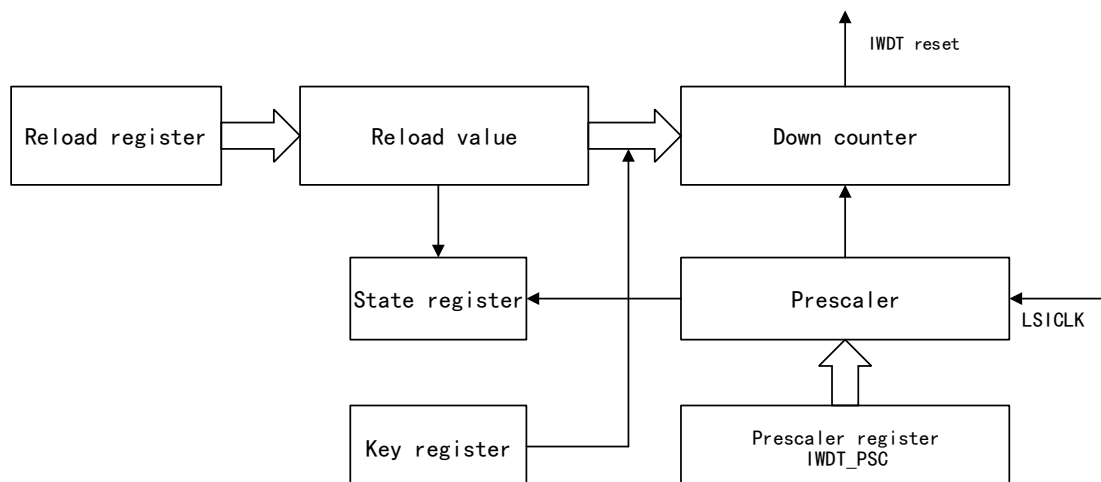 IWDT reset
Reload register
Reload value
Down counter
State register
Prescaler
LSICLK
Key register
Prescaler register
IWDT_PSC